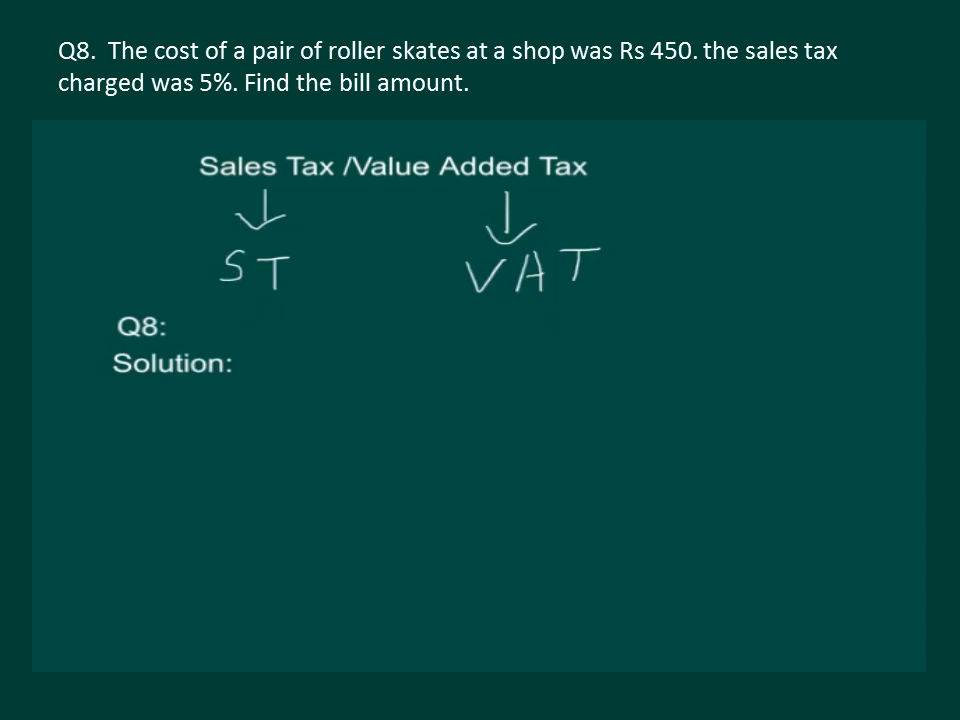 Q8. The cost of a pair of roller skates at a shop was Rs 450. the sales tax
charged was 5%. Find the bill amount.
Sales Tax /Value Added Tax
ST VAT
Q8:
Solution: